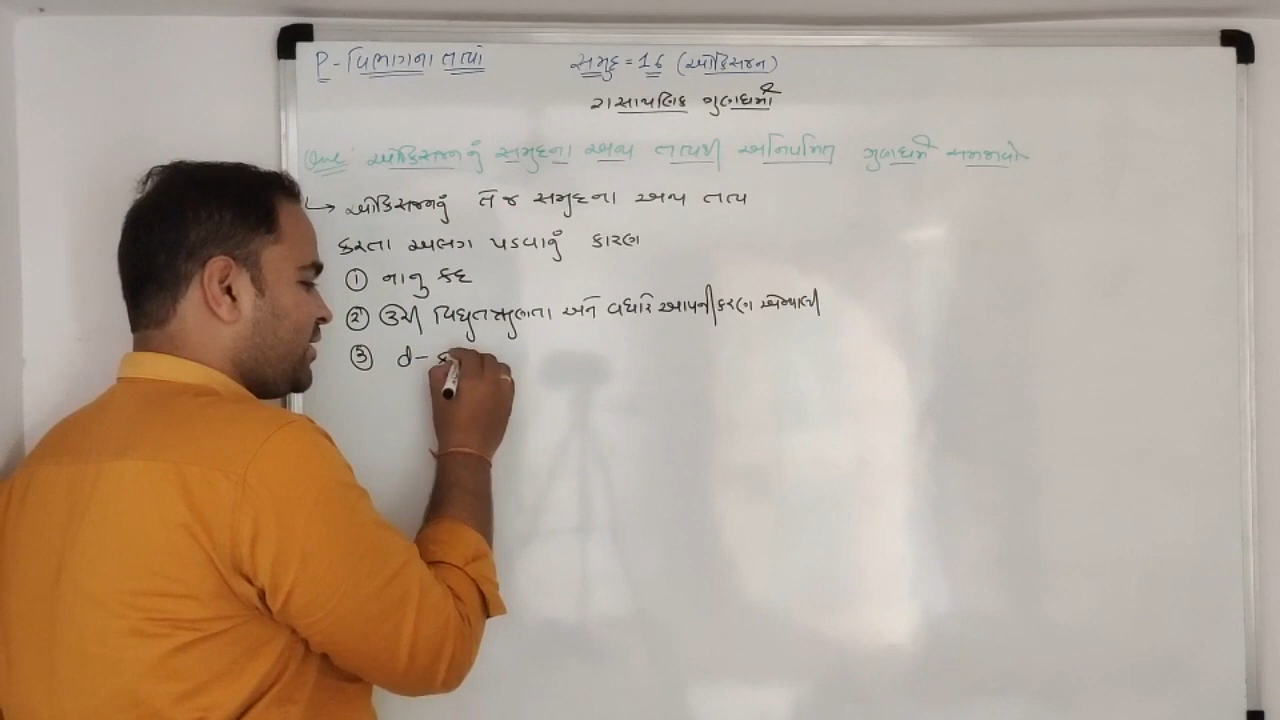 P - વિભાગના તત્વો
સમુહ = 16 (ઓક્સિજન)
રાસાયણિક ગુણધર્મો
Que ઓક્સિજનનું સમુહના અન્ય તત્વથી અનિયમિત ગુણધર્મ સમજાવો
↳ ઓક્સિજનનું તે જ સમુહના અન્ય તત્વ
કરતા અલગ પડવાનું કારણ
① નાનુ કદ
② ઉંચી વિદ્યુતઋણતા અને વધારે આયનીકરણ એન્થાલ્પી
③ d- ક